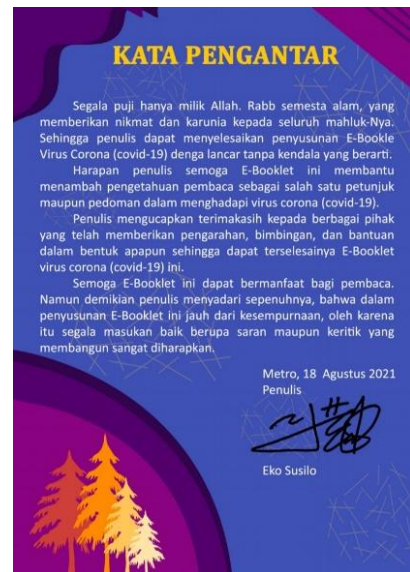 KATA PENGANTAR
Segala puji hanya milik Allah. Rabb semesta alam, yang
memberikan nikmat dan karunia kepada seluruh mahluk-Nya.
Sehingga penulis dapat menyelesaikan penyusunan E-Bookle
Virus Corona (covid-19) denga lancar tanpa kendala yang berarti.
Harapan penulis semoga E-Booklet ini membantu
menambah pengetahuan pembaca sebagai salah satu petunjuk
maupun pedoman dalam menghadapi virus corona (covid-19).
Penulis mengucapkan terimakasih kepada berbagai pihak
yang telah memberikan pengarahan, bimbingan, dan bantuan
dalam bentuk apapun sehingga dapat terselesainya E-Booklet
virus corona (covid-19) ini.
Semoga E-Booklet ini dapat bermanfaat bagi pembaca.
Namun demikian penulis menyadari sepenuhnya, bahwa dalam
penyusunan E-Booklet ini jauh dari kesempurnaan, oleh karena
itu segala masukan baik berupa saran maupun keritik yang
membangun sangat diharapkan.
Metro, 18 Agustus 2021
Penulis
Eko Susilo